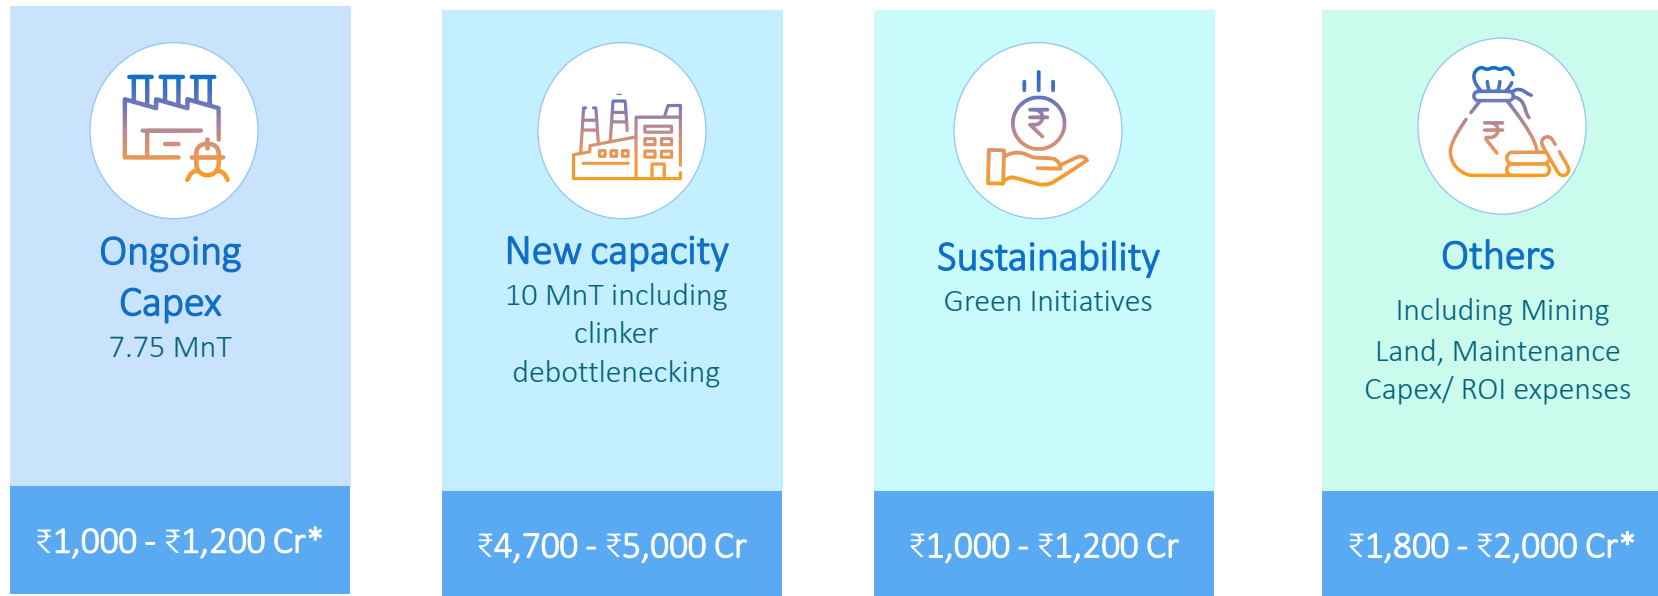 Ongoing
Capex
7.75 MnT
₹1,000 - ₹1,200 Cr*
New capacity
10 MnT including
clinker
debottlenecking
₹4,700 - ₹5,000 Cr
₹
Sustainability
Green Initiatives
₹1,000 - ₹1,200 Cr
₹
Others
Including Mining
Land, Maintenance
Capex/ ROI expenses
₹1,800 - ₹2,000 Cr*